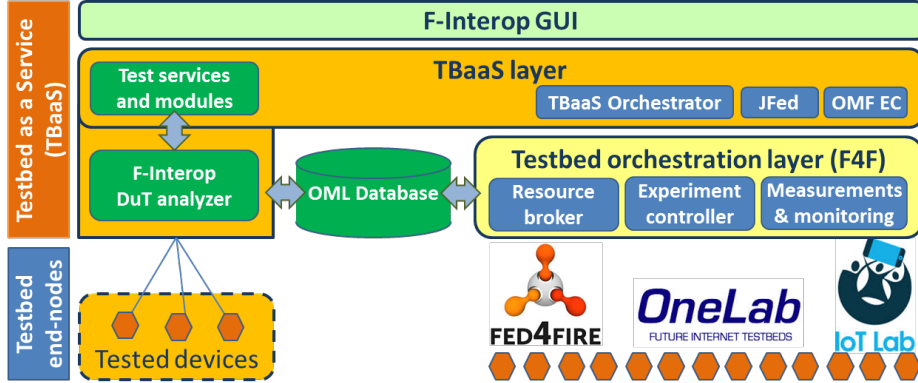 Testbed as a Service
(TBaaS)
F-Interop GUI
TBaaS layer
Test services
and modules
TBaaS Orchestrator
JFed
OMF EC
F-Interop
DuT analyzer
OML Database
Testbed orchestration layer (F4F)
Resource
broker
Experiment
controller
Measurements
& monitoring
Testbed
end-nodes
Tested devices
FED4FIRE
OneLab
FUTURE INTERNET TESTBEDS
IoT Lab